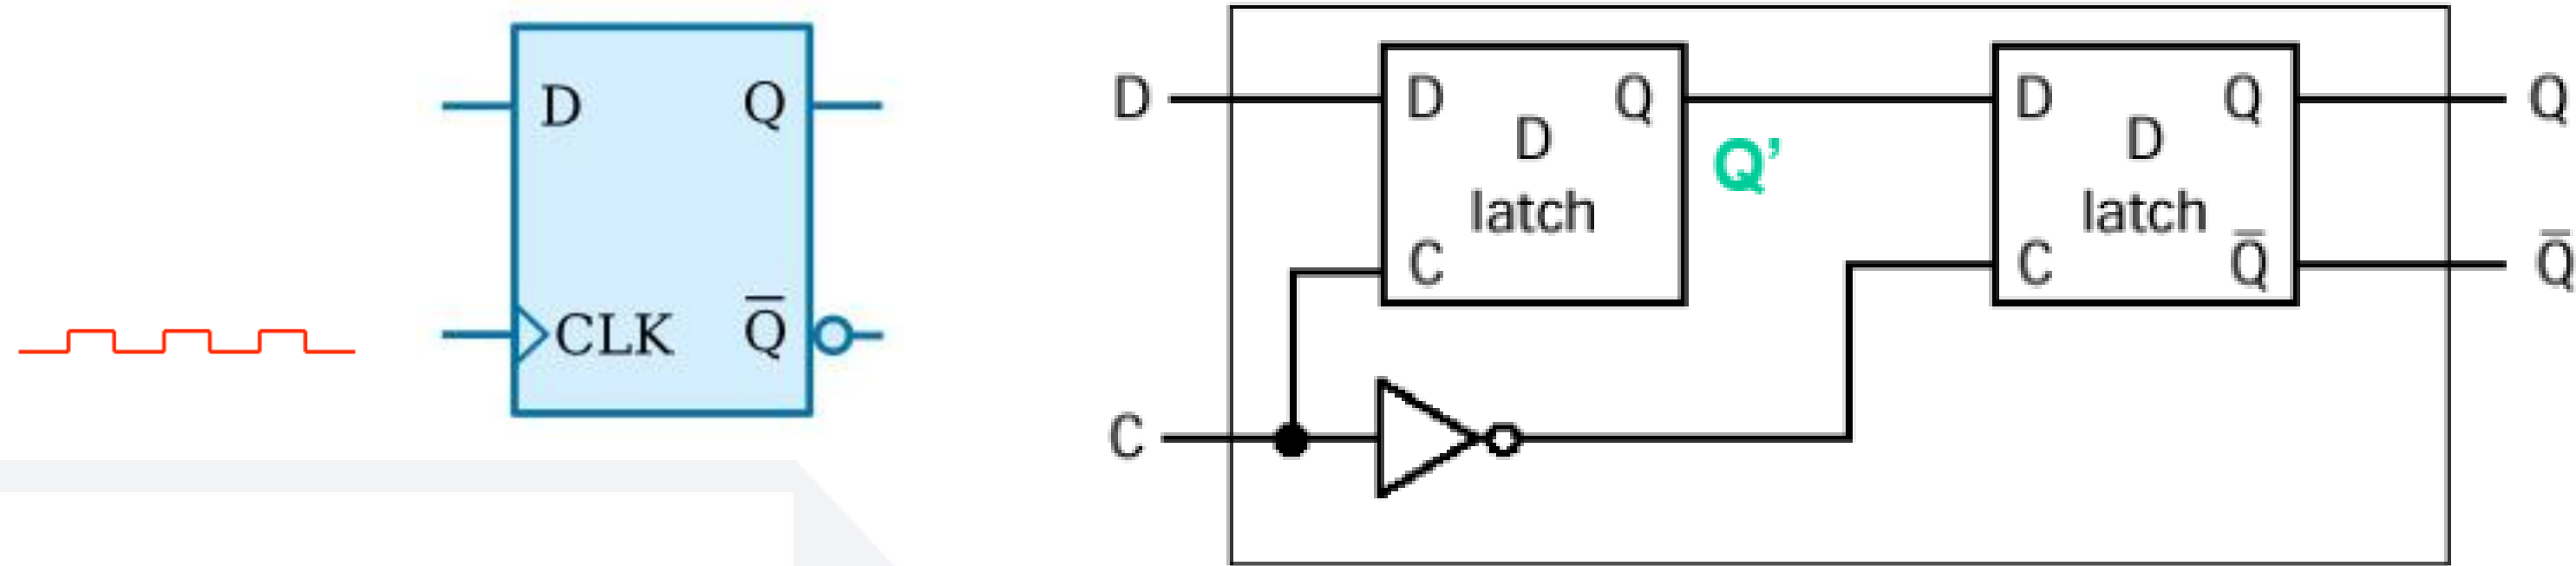 D Q
CLK Q̅
D D Q D Q Q
D D
Q’
latch latch
C C Q̅ Q̅
C